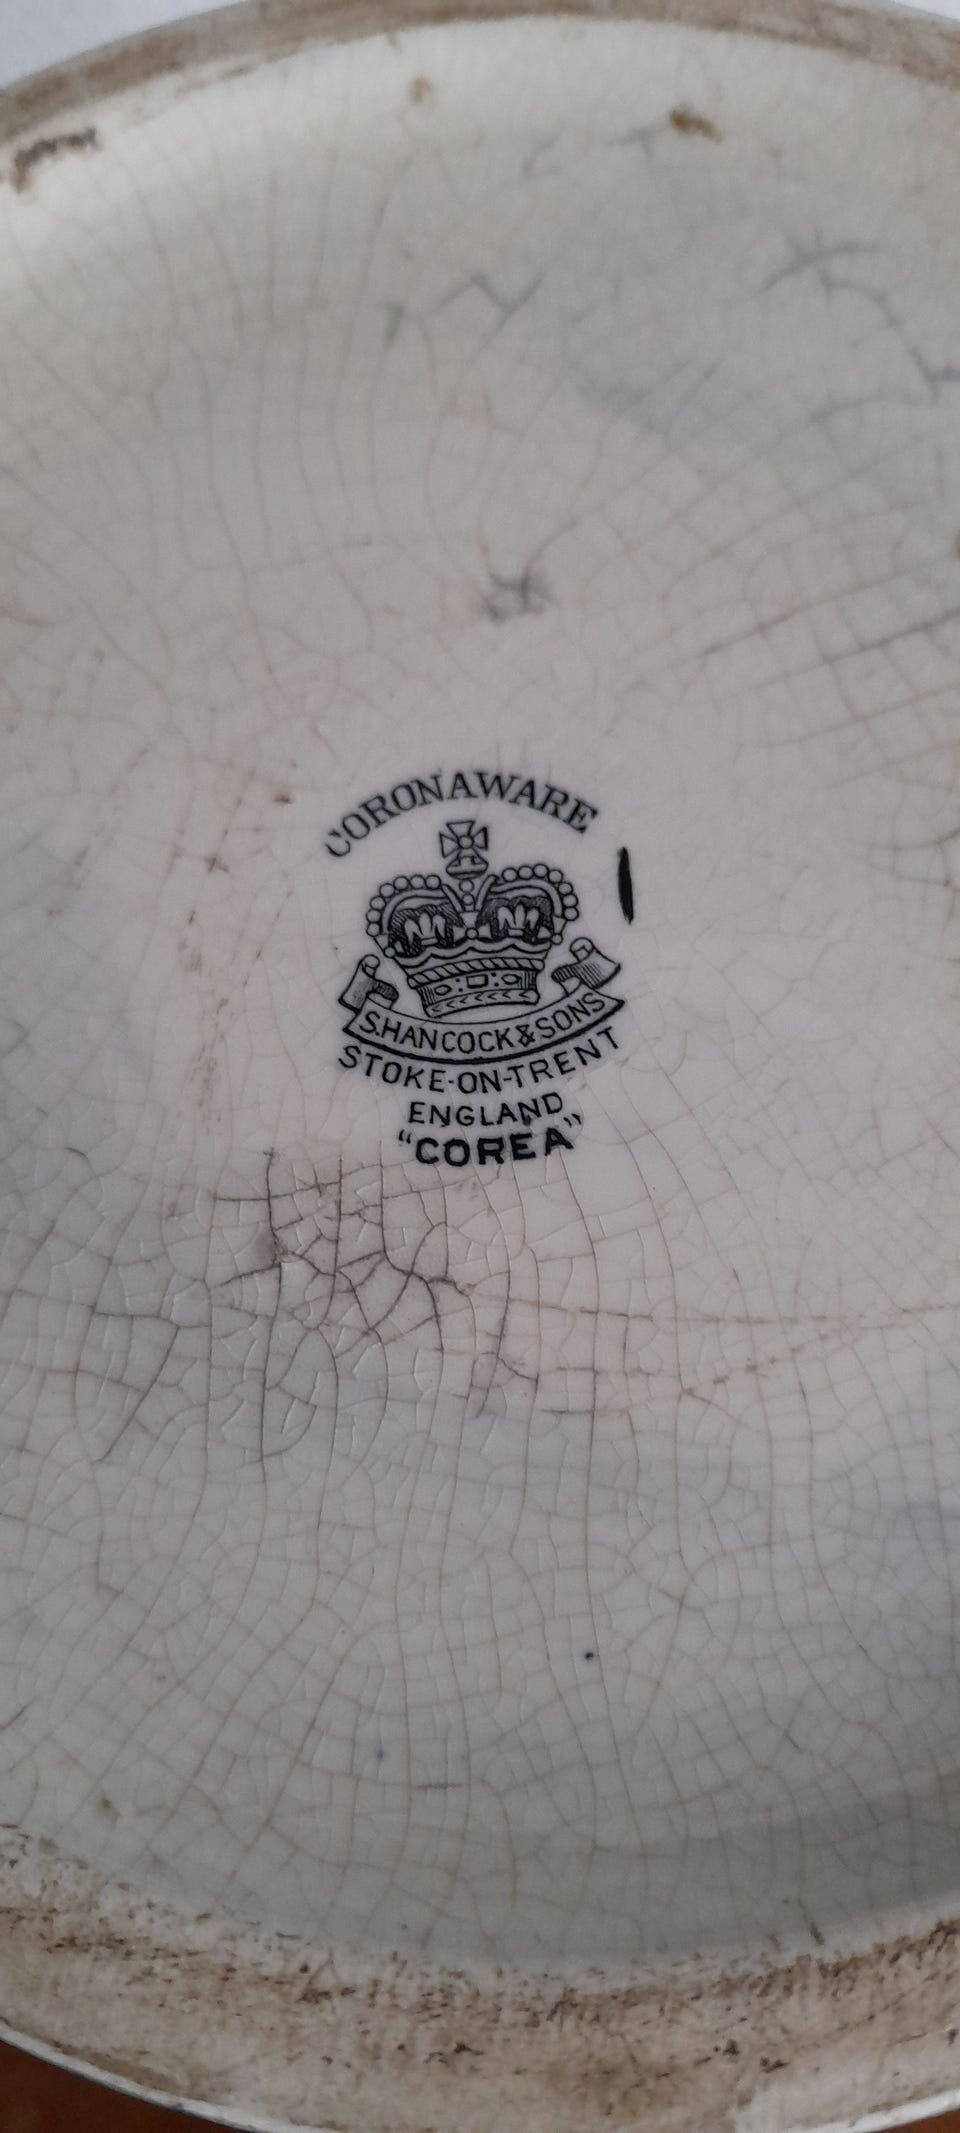 CORONAWARE
S.HANCOCK&SONS
STOKE-ON-TRENT
ENGLAND
"COREA"